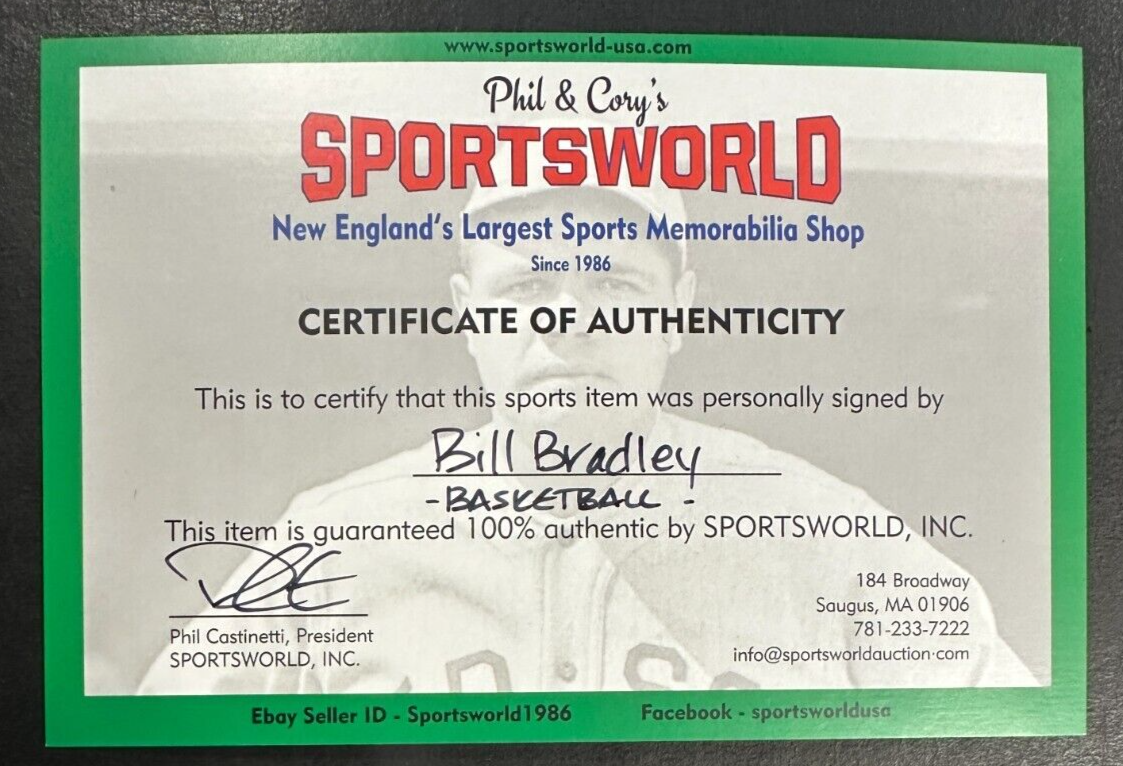 www.sportsworld-usa.com
Phil & Cory's
SPORTSWORLD
New England's Largest Sports Memorabilia Shop
Since 1986
CERTIFICATE OF AUTHENTICITY
This is to certify that this sports item was personally signed by
Bill Bradley
- BASKETBALL -
This item is guaranteed 100% authentic by SPORTSWORLD, INC.
Phil Castinetti, President
SPORTSWORLD, INC.
184 Broadway
Saugus, MA 01906
781-233-7222
info@sportsworldauction.com
Ebay Seller ID - Sportsworld1986
Facebook - sportsworldusa